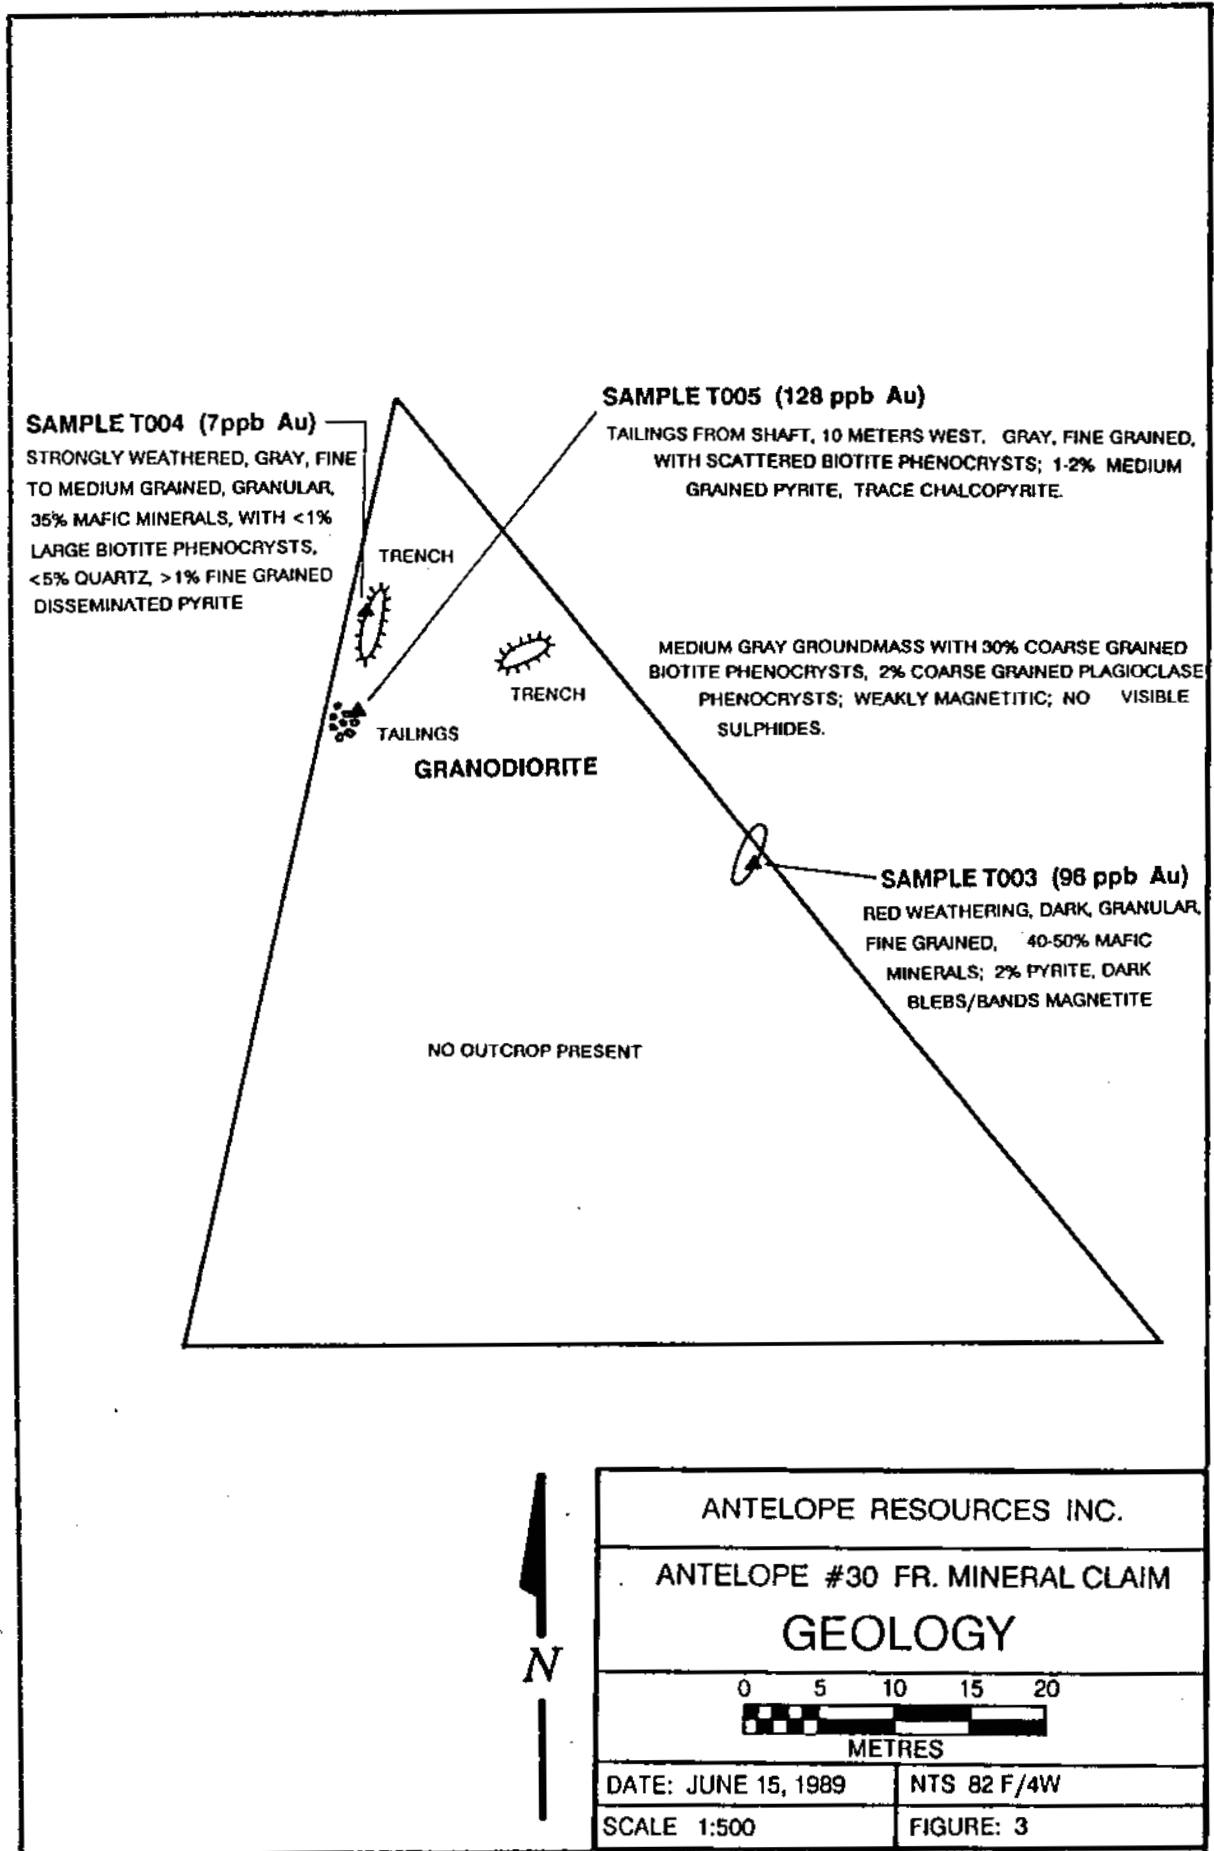 SAMPLE T004 (7ppb Au)
STRONGLY WEATHERED, GRAY, FINE
TO MEDIUM GRAINED, GRANULAR,
35% MAFIC MINERALS, WITH <1%
LARGE BIOTITE PHENOCRYSTS,
<5% QUARTZ, >1% FINE GRAINED
DISSEMINATED PYRITE
SAMPLE T005 (128 ppb Au)
TAILINGS FROM SHAFT, 10 METERS WEST. GRAY, FINE GRAINED,
WITH SCATTERED BIOTITE PHENOCRYSTS; 1-2% MEDIUM
GRAINED PYRITE, TRACE CHALCOPYRITE.
TRENCH
MEDIUM GRAY GROUNDMASS WITH 30% COARSE GRAINED
BIOTITE PHENOCRYSTS, 2% COARSE GRAINED PLAGIOCLASE
PHENOCRYSTS; WEAKLY MAGNETITIC; NO VISIBLE
SULPHIDES.
TRENCH
TAILINGS
GRANODIORITE
SAMPLE T003 (96 ppb Au)
RED WEATHERING, DARK, GRANULAR,
FINE GRAINED, 40-50% MAFIC
MINERALS; 2% PYRITE, DARK
BLEBS/BANDS MAGNETITE
NO OUTCROP PRESENT
N
ANTELOPE RESOURCES INC.
ANTELOPE #30 FR. MINERAL CLAIM
GEOLOGY
0 5 10 15 20
METRES
DATE: JUNE 15, 1989
NTS 82 F/4W
SCALE 1:500
FIGURE: 3